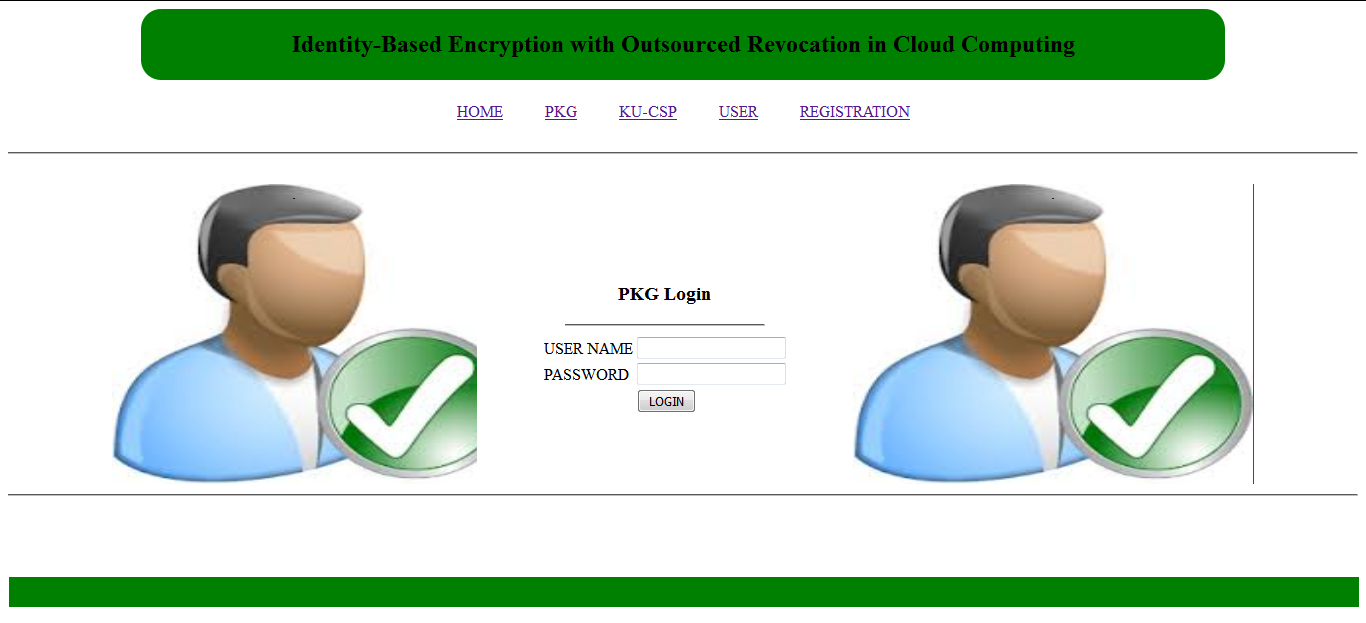 Identity-Based Encryption with Outsourced Revocation in Cloud Computing
HOME PKG KU-CSP USER REGISTRATION
PKG Login
USER NAME
PASSWORD
LOGIN